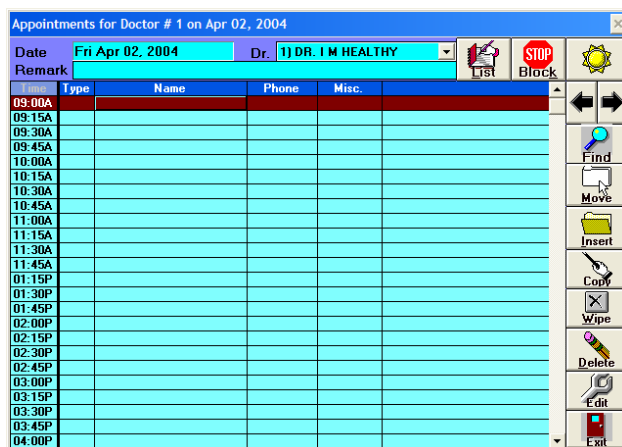 Appointments for Doctor # 1 on Apr 02, 2004
Date Fri Apr 02, 2004 Dr. 1) DR. I M HEALTHY
Remark
List
STOP
Block
Time Type Name Phone Misc.
09:00A
09:15A
09:30A
09:45A
10:00A
10:15A
10:30A
10:45A
11:00A
11:15A
11:30A
11:45A
01:15P
01:30P
01:45P
02:00P
02:15P
02:30P
02:45P
03:00P
03:15P
03:30P
03:45P
04:00P
Find
Move
Insert
Copy
Wipe
Delete
Edit
Exit